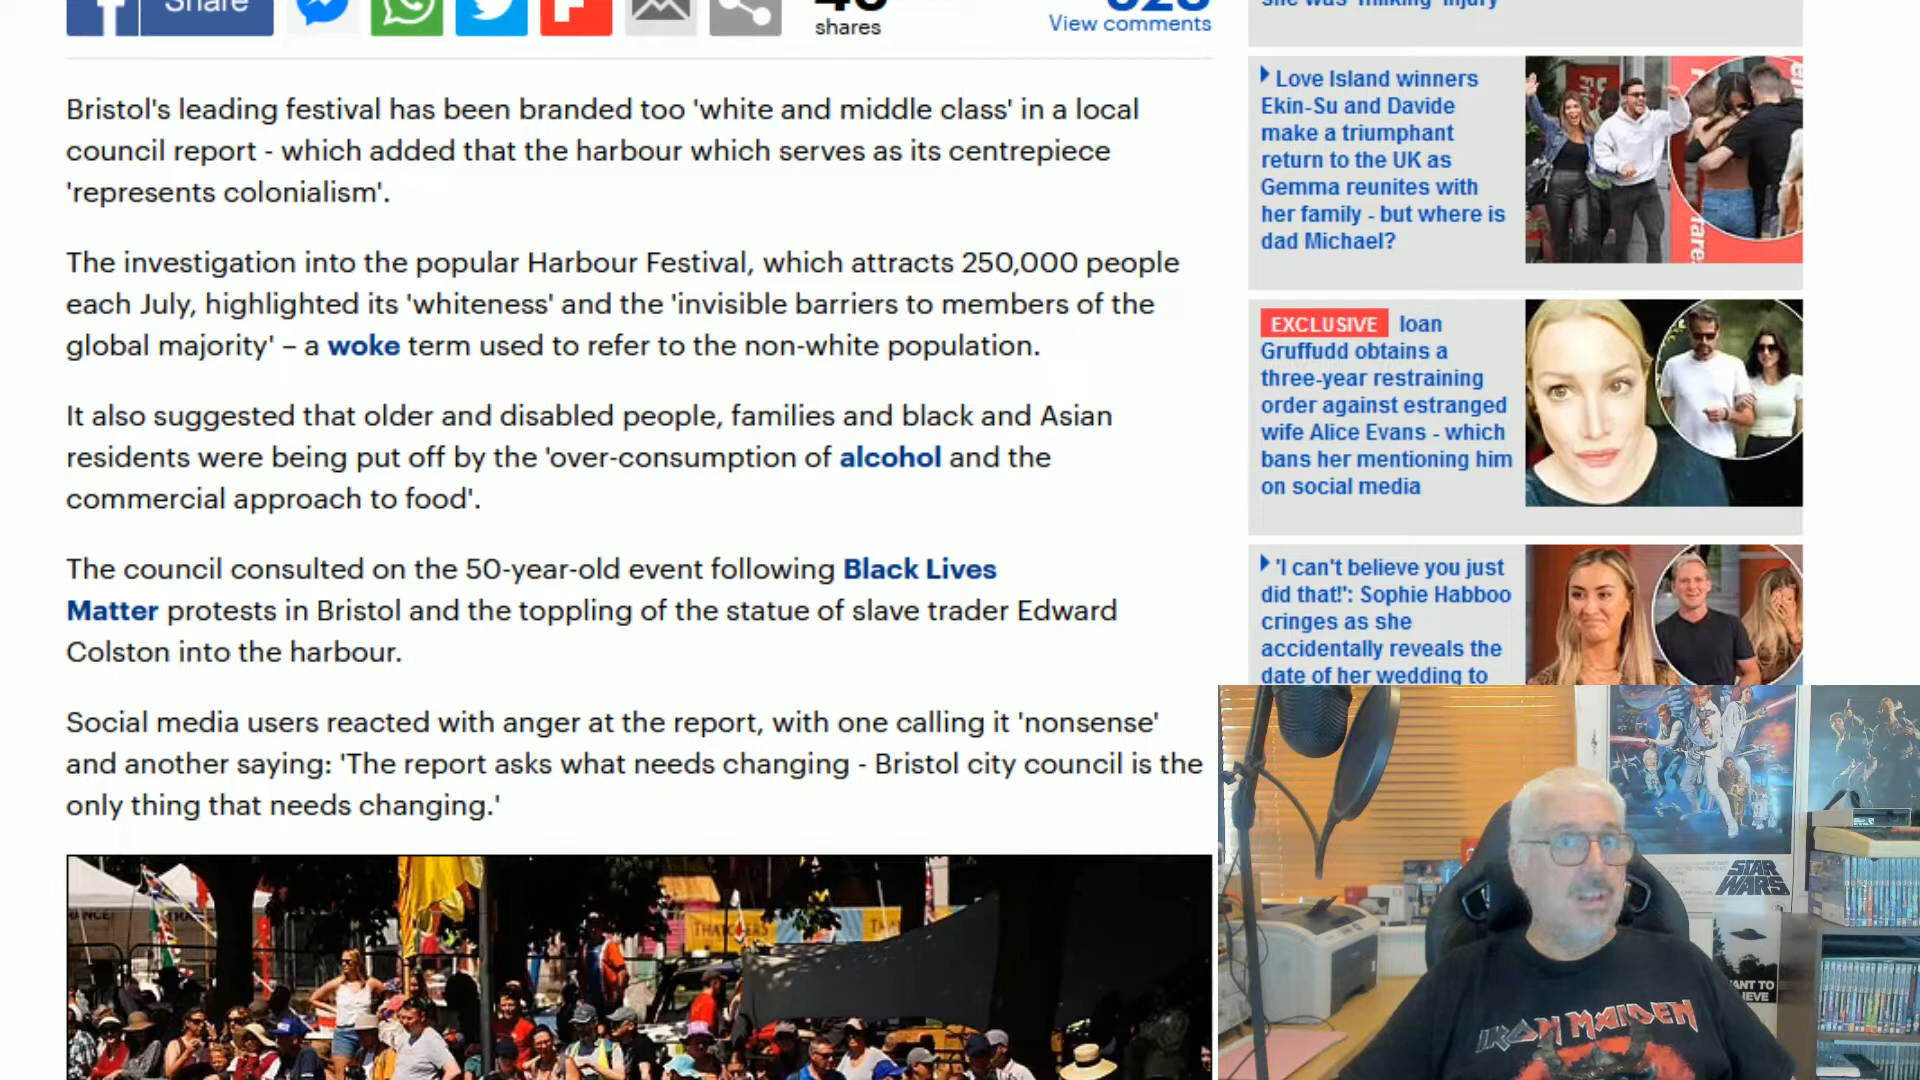 Share
shares
View comments
Bristol's leading festival has been branded too 'white and middle class' in a local
council report - which added that the harbour which serves as its centrepiece
'represents colonialism'.
The investigation into the popular Harbour Festival, which attracts 250,000 people
each July, highlighted its 'whiteness' and the 'invisible barriers to members of the
global majority' – a woke term used to refer to the non-white population.
It also suggested that older and disabled people, families and black and Asian
residents were being put off by the 'over-consumption of alcohol and the
commercial approach to food'.
The council consulted on the 50-year-old event following Black Lives
Matter protests in Bristol and the toppling of the statue of slave trader Edward
Colston into the harbour.
Social media users reacted with anger at the report, with one calling it 'nonsense'
and another saying: 'The report asks what needs changing - Bristol city council is the
only thing that needs changing.'
she was 'milking' injury
Love Island winners
Ekin-Su and Davide
make a triumphant
return to the UK as
Gemma reunites with
her family - but where is
dad Michael?
EXCLUSIVE Ioan
Gruffudd obtains a
three-year restraining
order against estranged
wife Alice Evans - which
bans her mentioning him
on social media
'I can't believe you just
did that!': Sophie Habboo
cringes as she
accidentally reveals the
date of her wedding to
THATCHERS
STAR
WARS
IRON MAIDEN